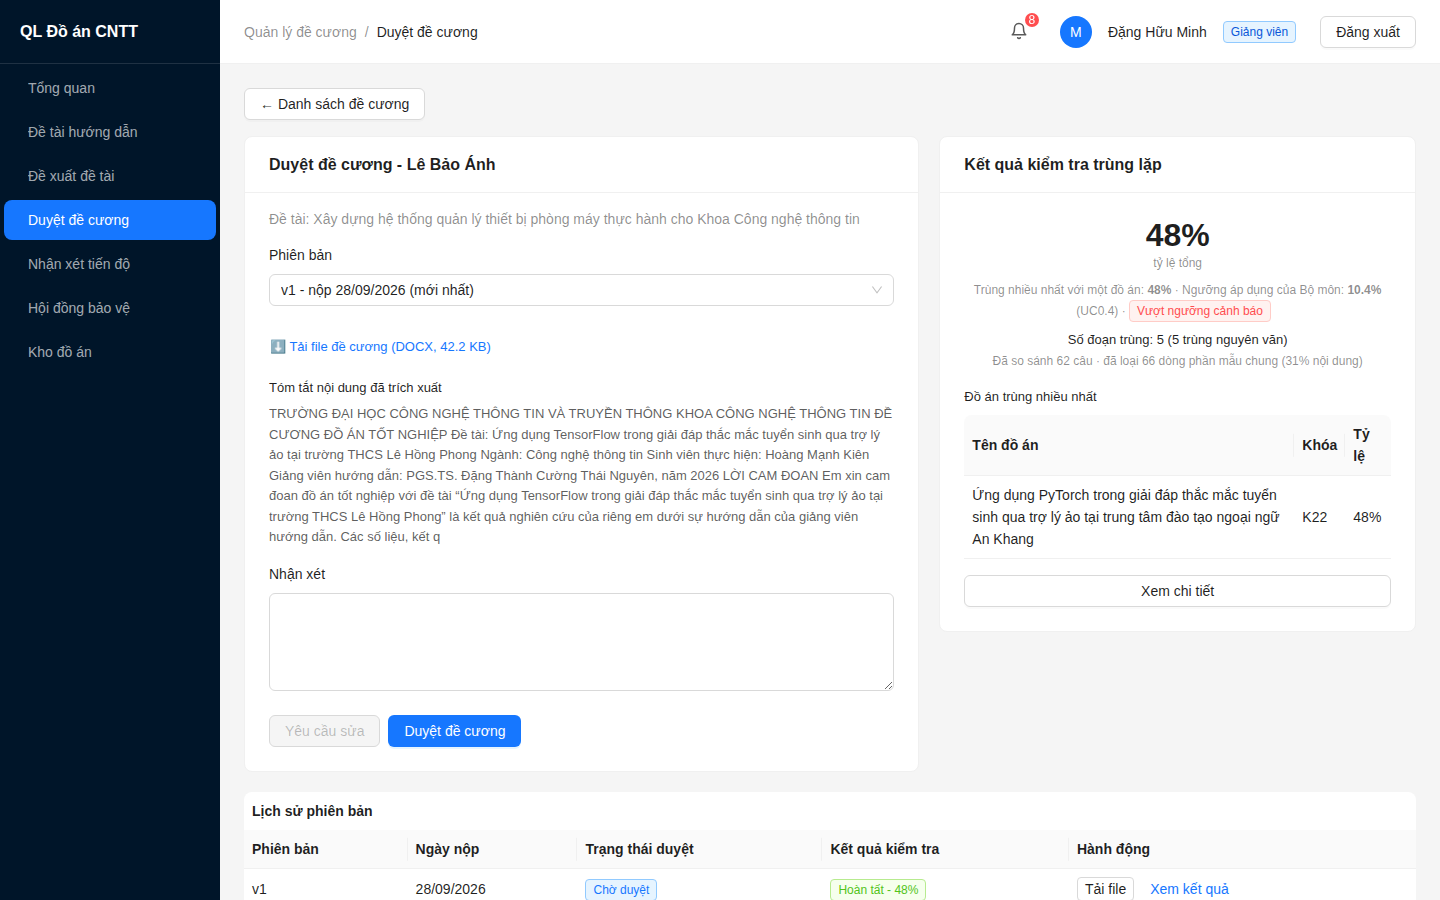 QL Đồ án CNTT
Tổng quan
Đề tài hướng dẫn
Đề xuất đề tài
Duyệt đề cương
Nhận xét tiến độ
Hội đồng bảo vệ
Kho đồ án
Quản lý đề cương / Duyệt đề cương
8
M
Đặng Hữu Minh
Giảng viên
Đăng xuất
← Danh sách đề cương
Duyệt đề cương - Lê Bảo Ánh
Đề tài: Xây dựng hệ thống quản lý thiết bị phòng máy thực hành cho Khoa Công nghệ thông tin
Phiên bản
v1 - nộp 28/09/2026 (mới nhất)
⬇️ Tải file đề cương (DOCX, 42.2 KB)
Tóm tắt nội dung đã trích xuất
TRƯỜNG ĐẠI HỌC CÔNG NGHỆ THÔNG TIN VÀ TRUYỀN THÔNG KHOA CÔNG NGHỆ THÔNG TIN ĐỀ
CƯƠNG ĐỒ ÁN TỐT NGHIỆP Đề tài: Ứng dụng TensorFlow trong giải đáp thắc mắc tuyển sinh qua trợ lý
ảo tại trường THCS Lê Hồng Phong Ngành: Công nghệ thông tin Sinh viên thực hiện: Hoàng Mạnh Kiên
Giảng viên hướng dẫn: PGS.TS. Đặng Thành Cường Thái Nguyên, năm 2026 LỜI CAM ĐOAN Em xin cam
đoan đồ án tốt nghiệp với đề tài “Ứng dụng TensorFlow trong giải đáp thắc mắc tuyển sinh qua trợ lý ảo tại
trường THCS Lê Hồng Phong” là kết quả nghiên cứu của riêng em dưới sự hướng dẫn của giảng viên
hướng dẫn. Các số liệu, kết q
Nhận xét
Yêu cầu sửa
Duyệt đề cương
Kết quả kiểm tra trùng lặp
48%
tỷ lệ tổng
Trùng nhiều nhất với một đồ án: 48% · Ngưỡng áp dụng của Bộ môn: 10.4%
(UC0.4) · Vượt ngưỡng cảnh báo
Số đoạn trùng: 5 (5 trùng nguyên văn)
Đã so sánh 62 câu · đã loại 66 dòng phần mẫu chung (31% nội dung)
Đồ án trùng nhiều nhất
Tên đồ án Khóa Tỷ lệ
Ứng dụng PyTorch trong giải đáp thắc mắc tuyển
sinh qua trợ lý ảo tại trung tâm đào tạo ngoại ngữ K22 48%
An Khang
Xem chi tiết
Lịch sử phiên bản
Phiên bản Ngày nộp Trạng thái duyệt Kết quả kiểm tra Hành động
v1 28/09/2026 Chờ duyệt Hoàn tất - 48% Tải file Xem kết quả